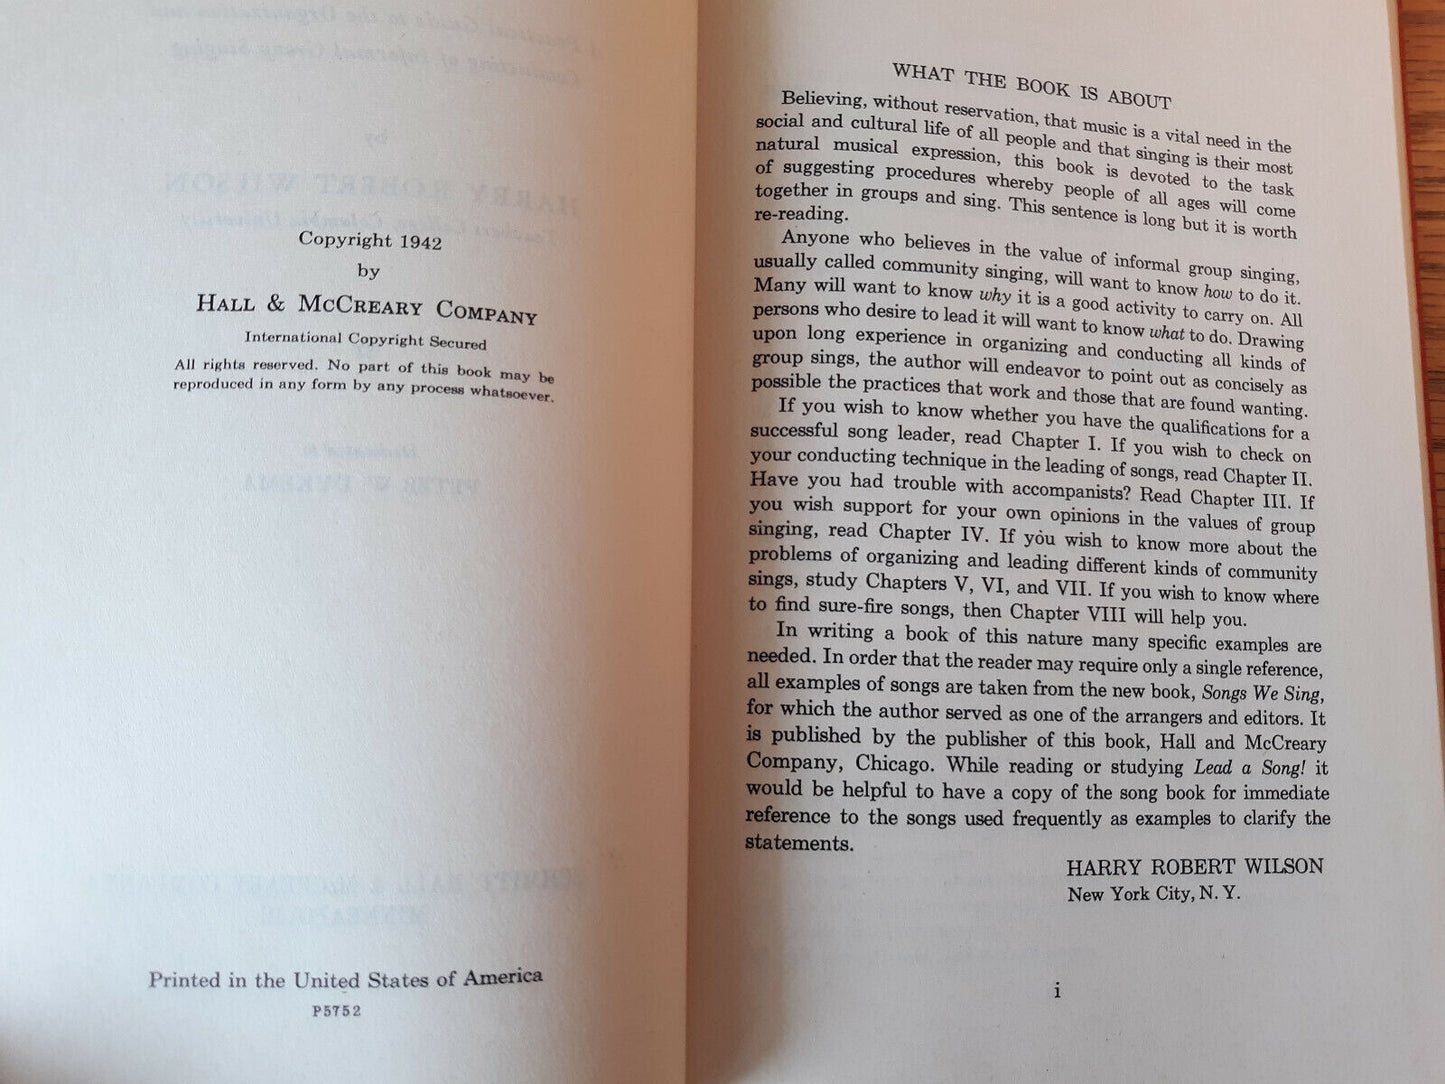 Copyright 1942
by
HALL & MCCREARY COMPANY
International Copyright Secured
All rights reserved. No part of this book may be
reproduced in any form by any process whatsoever.
Printed in the United States of America
P5752
WHAT THE BOOK IS ABOUT
Believing, without reservation, that music is a vital need in the
social and cultural life of all people and that singing is their most
natural musical expression, this book is devoted to the task
of suggesting procedures whereby people of all ages will come
together in groups and sing. This sentence is long but it is worth
re-reading.
Anyone who believes in the value of informal group singing,
usually called community singing, will want to know how to do it.
Many will want to know why it is a good activity to carry on. All
persons who desire to lead it will want to know what to do. Drawing
upon long experience in organizing and conducting all kinds of
group sings, the author will endeavor to point out as concisely as
possible the practices that work and those that are found wanting.
If you wish to know whether you have the qualifications for a
successful song leader, read Chapter I. If you wish to check on
your conducting technique in the leading of songs, read Chapter II.
Have you had trouble with accompanists? Read Chapter III. If
you wish support for your own opinions in the values of group
singing, read Chapter IV. If you wish to know more about the
problems of organizing and leading different kinds of community
sings, study Chapters V, VI, and VII. If you wish to know where
to find sure-fire songs, then Chapter VIII will help you.
In writing a book of this nature many specific examples are
needed. In order that the reader may require only a single reference,
all examples of songs are taken from the new book, Songs We Sing,
for which the author served as one of the arrangers and editors. It
is published by the publisher of this book, Hall and McCreary
Company, Chicago. While reading or studying Lead a Song! it
would be helpful to have a copy of the song book for immediate
reference to the songs used frequently as examples to clarify the
statements.
HARRY ROBERT WILSON
New York City, N. Y.
i